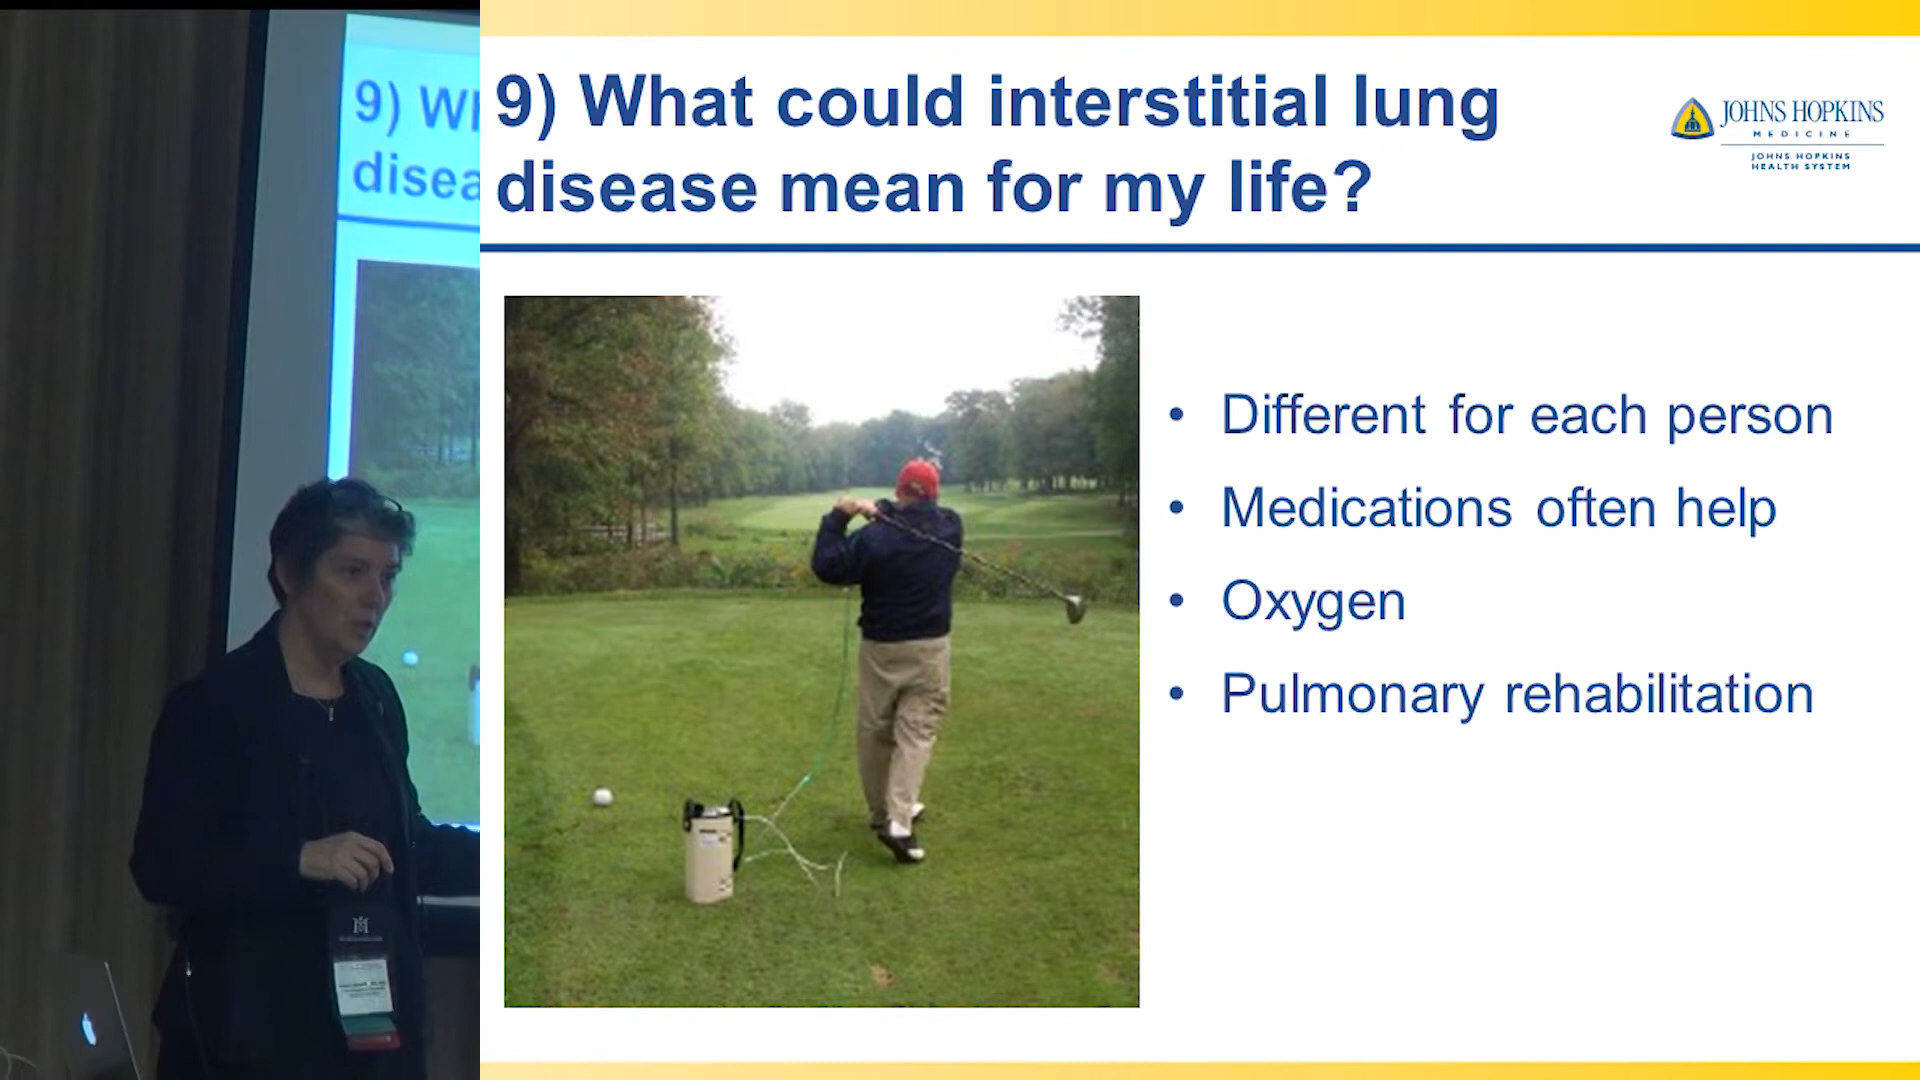 9) Wh
disea
9) What could interstitial lung
disease mean for my life?
JOHNS HOPKINS
MEDICINE
JOHNS HOPKINS
HEALTH SYSTEM
• Different for each person
• Medications often help
• Oxygen
• Pulmonary rehabilitation